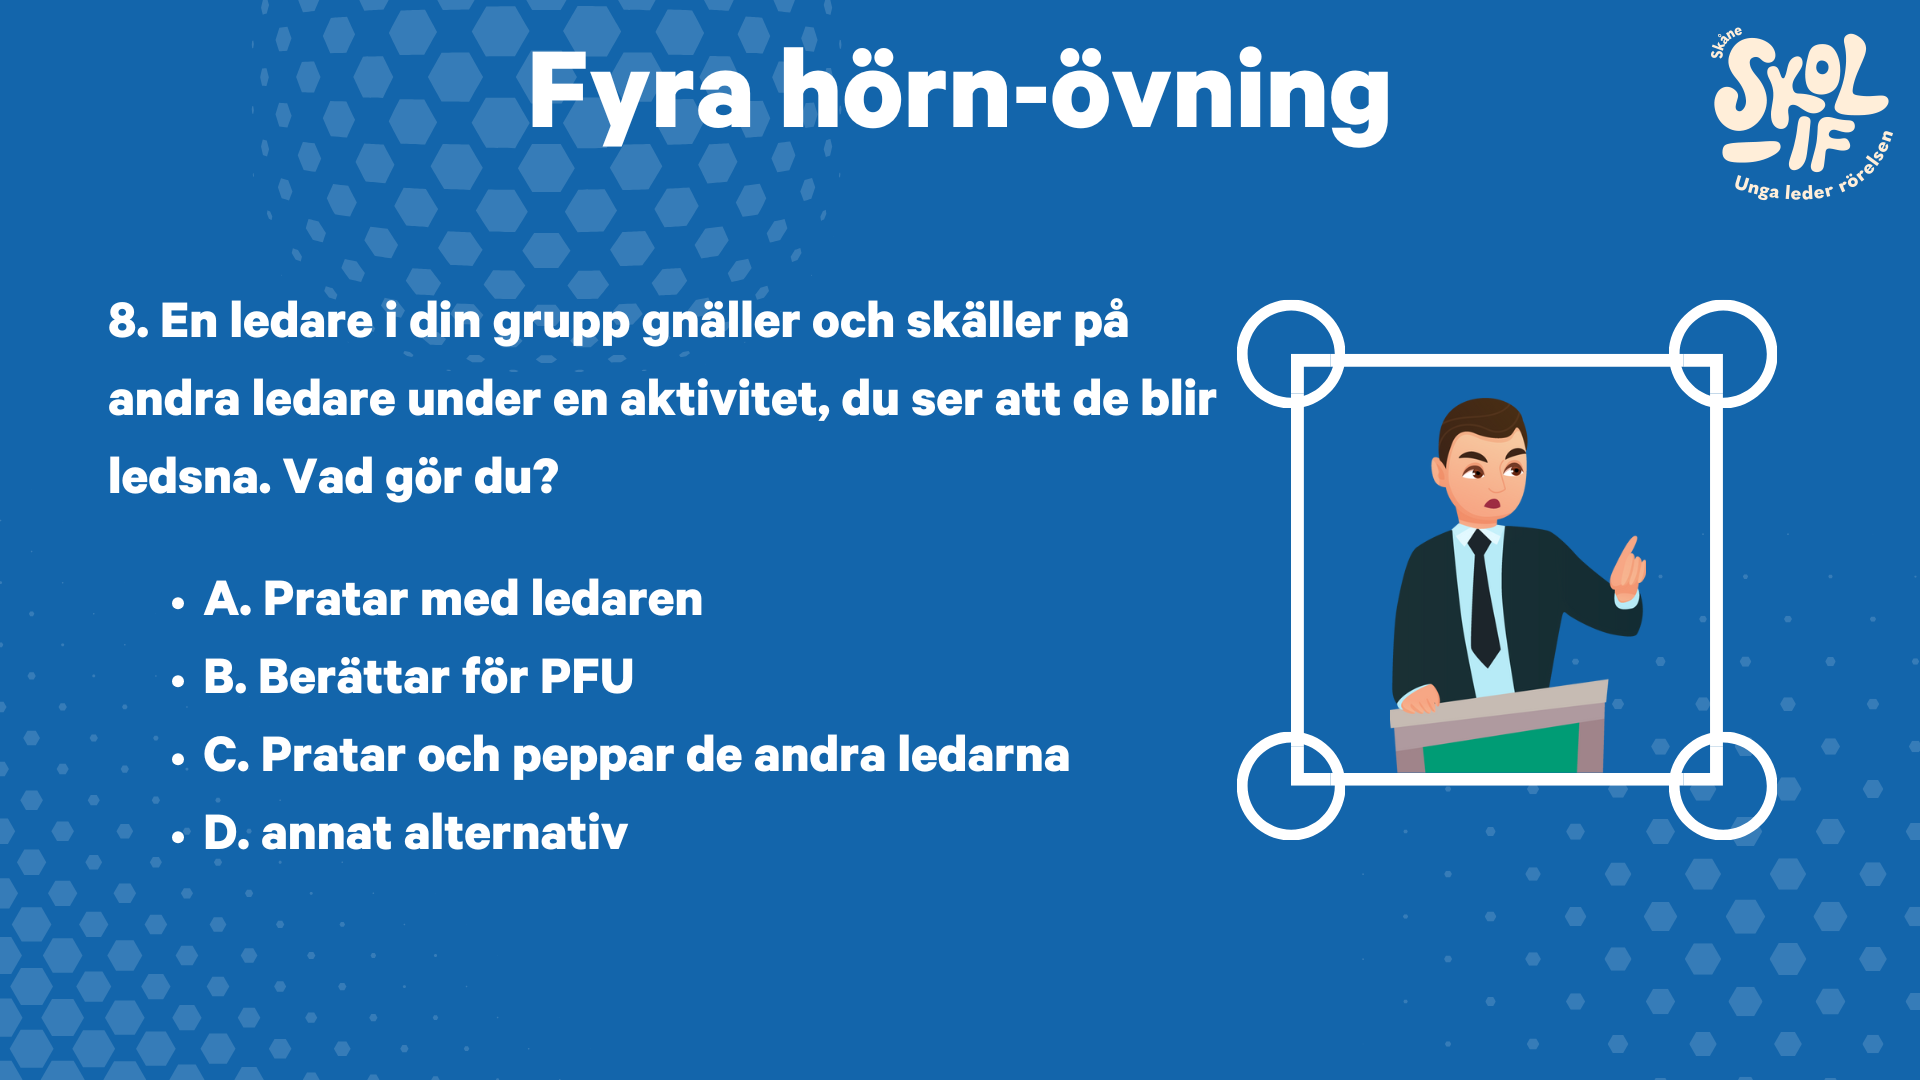 Fyra hörn-övning
Skåne
SKOL
-IF
Unga leder rörelsen
8. En ledare i din grupp gnäller och skäller på
andra ledare under en aktivitet, du ser att de blir
ledsna. Vad gör du?
• A. Pratar med ledaren
• B. Berättar för PFU
• C. Pratar och peppar de andra ledarna
• D. annat alternativ